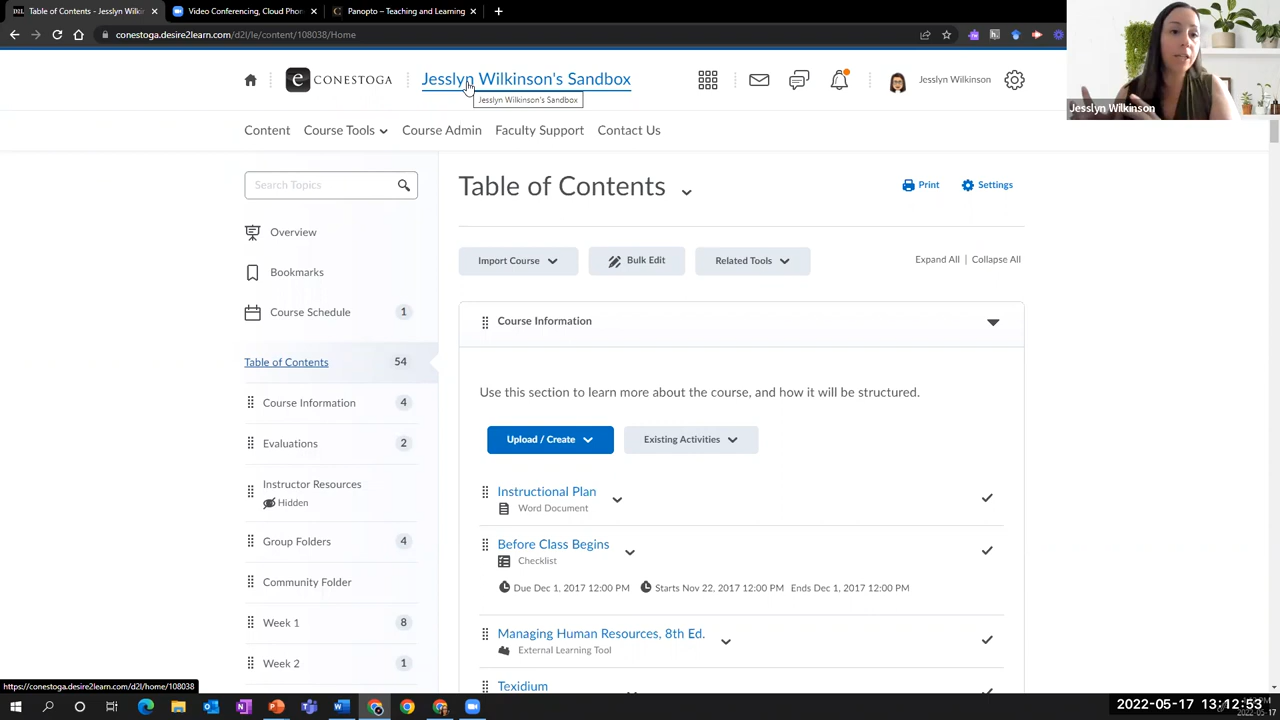 Table of Contents - Jesslyn Wilkin
Video Conferencing, Cloud Phon
Panopto – Teaching and Learning
conestoga.desire2learn.com/d2l/le/content/108038/Home
Jesslyn Wilkinson
CONESTOGA
Jesslyn Wilkinson's Sandbox
Jesslyn Wilkinson
Jesslyn Wilkinson's Sandbox
Content
Course Tools
Course Admin
Faculty Support
Contact Us
Search Topics
Overview
Bookmarks
Course Schedule 1
Table of Contents 54
Course Information 4
Evaluations 2
Instructor Resources
Hidden
Group Folders 4
Community Folder
Week 1 8
Week 2 1
Table of Contents
Print
Settings
Import Course
Bulk Edit
Related Tools
Expand All | Collapse All
Course Information
Use this section to learn more about the course, and how it will be structured.
Upload / Create
Existing Activities
Instructional Plan
Word Document
Before Class Begins
Checklist
Due Dec 1, 2017 12:00 PM Starts Nov 22, 2017 12:00 PM Ends Dec 1, 2017 12:00 PM
Managing Human Resources, 8th Ed.
External Learning Tool
Texidium
https://conestoga.desire2learn.com/d2l/home/108038
2022-05-17 13:12:53